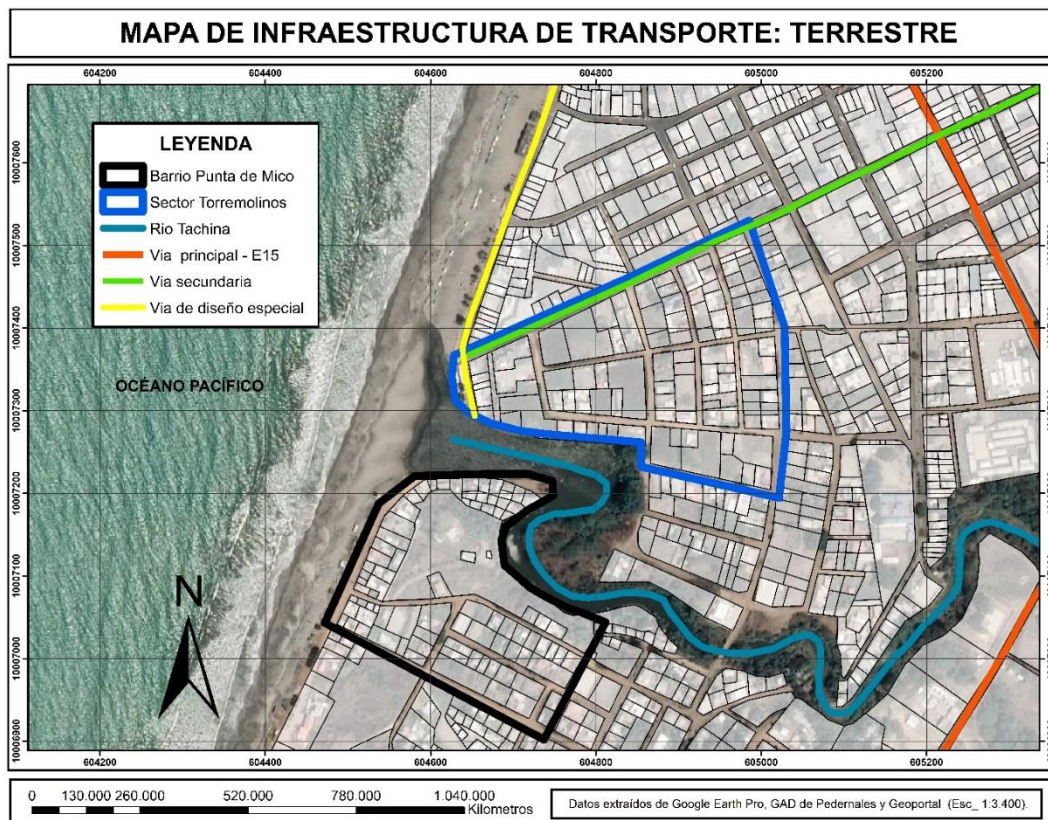 MAPA DE INFRAESTRUCTURA DE TRANSPORTE: TERRESTRE
604200 604400 604600 604800 605000 605200
LEYENDA
Barrio Punta de Mico
Sector Torremolinos
Rio Tachina
Via principal - E15
Via secundaria
Via de diseño especial
OCÉANO PACÍFICO
N
10007600
10007500
10007400
10007300
10007200
10007100
10007000
10006900
604200 604400 604600 604800 605000 605200
0 130.000 260.000 520.000 780.000 1.040.000
Kilometros
Datos extraídos de Google Earth Pro, GAD de Pedernales y Geoportal (Esc_ 1:3.400).